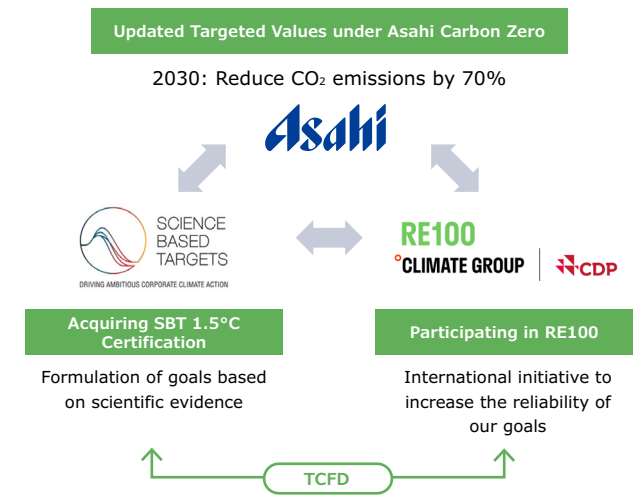 Updated Targeted Values under Asahi Carbon Zero
2030: Reduce CO₂ emissions by 70%
Asahi
SCIENCE
BASED
TARGETS
DRIVING AMBITIOUS CORPORATE CLIMATE ACTION
RE100
°CLIMATE GROUP
CDP
Acquiring SBT 1.5°C
Certification
Formulation of goals based
on scientific evidence
Participating in RE100
International initiative to
increase the reliability of
our goals
TCFD